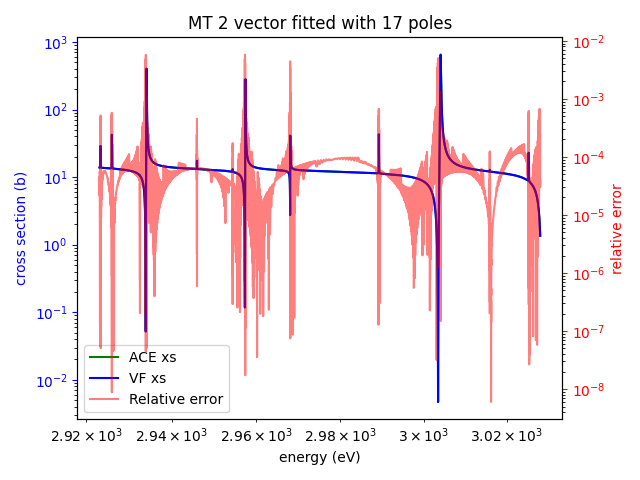 MT 2 vector fitted with 17 poles
10³
10²
10¹
10⁰
10⁻¹
10⁻²
cross section (b)
10⁻²
10⁻³
10⁻⁴
10⁻⁵
10⁻⁶
10⁻⁷
10⁻⁸
relative error
ACE xs
VF xs
Relative error
2.92 × 10³ 2.94 × 10³ 2.96 × 10³ 2.98 × 10³ 3 × 10³ 3.02 × 10³
energy (eV)